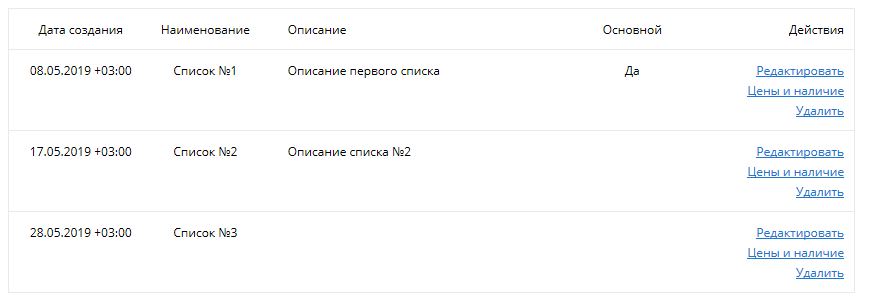 Дата создания Наименование Описание Основной Действия
08.05.2019 +03:00 Список №1 Описание первого списка Да Редактировать
Цены и наличие
Удалить
17.05.2019 +03:00 Список №2 Описание списка №2 Редактировать
Цены и наличие
Удалить
28.05.2019 +03:00 Список №3 Редактировать
Цены и наличие
Удалить